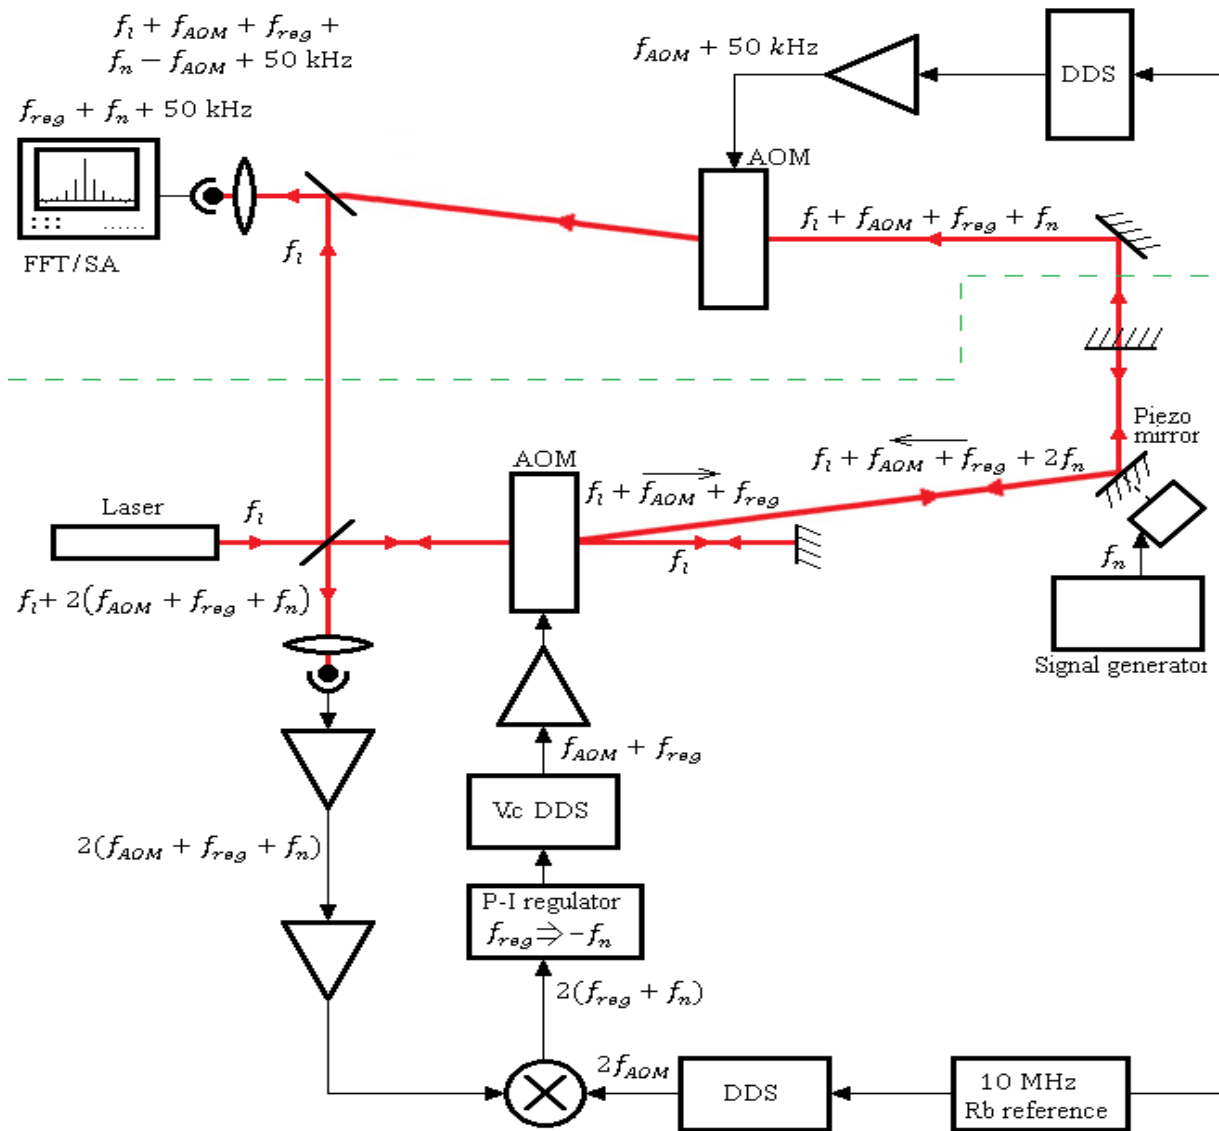 f_l + f_AOM + f_reg +
f_n − f_AOM + 50 kHz
f_reg + f_n + 50 kHz
FFT/SA
f_l
f_AOM + 50 kHz
DDS
AOM
f_l + f_AOM + f_reg + f_n
Piezo
mirror
f_l + f_AOM + f_reg + 2f_n
AOM
f_l + f_AOM + f_reg
Laser
f_l
f_l
f_n
f_l + 2(f_AOM + f_reg + f_n)
Signal generator
f_AOM + f_reg
V.c DDS
2(f_AOM + f_reg + f_n)
P-I regulator
f_reg ⇒ −f_n
2(f_reg + f_n)
2f_AOM
DDS
10 MHz
Rb reference